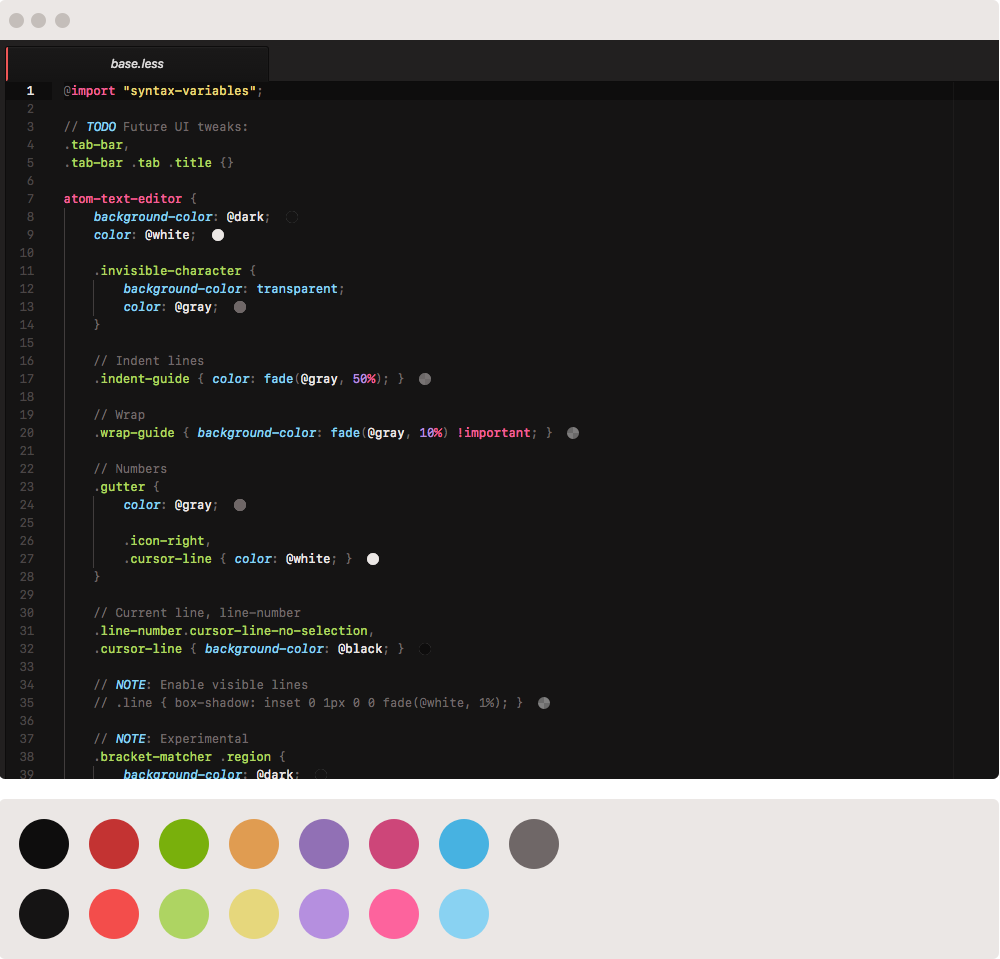 base.less
1 @import "syntax-variables";
2
3 // TODO Future UI tweaks:
4 .tab-bar,
5 .tab-bar .tab .title {}
6
7 atom-text-editor {
8 background-color: @dark;
9 color: @white;
10
11 .invisible-character {
12 background-color: transparent;
13 color: @gray;
14 }
15
16 // Indent lines
17 .indent-guide { color: fade(@gray, 50%); }
18
19 // Wrap
20 .wrap-guide { background-color: fade(@gray, 10%) !important; }
21
22 // Numbers
23 .gutter {
24 color: @gray;
25
26 .icon-right,
27 .cursor-line { color: @white; }
28 }
29
30 // Current line, line-number
31 .line-number.cursor-line-no-selection,
32 .cursor-line { background-color: @black; }
33
34 // NOTE: Enable visible lines
35 // .line { box-shadow: inset 0 1px 0 0 fade(@white, 1%); }
36
37 // NOTE: Experimental
38 .bracket-matcher .region {
39 background-color: @dark;